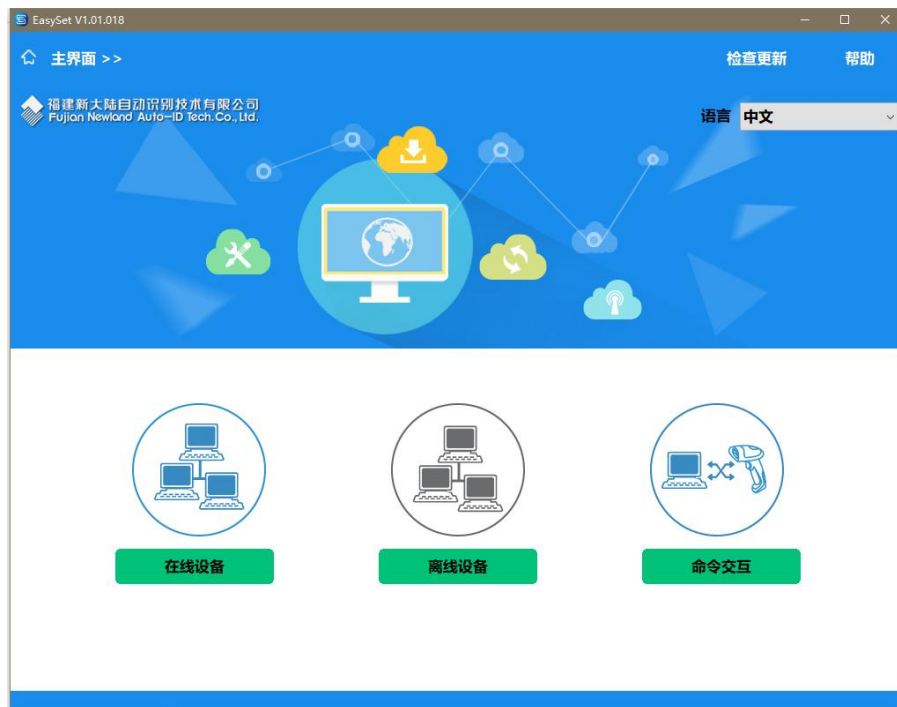 EasySet V1.01.018
主界面 >>
检查更新
帮助
福建新大陆自动识别技术有限公司
Fujian Newland Auto-ID Tech.Co.,Ltd.
语言 中文
在线设备
离线设备
命令交互